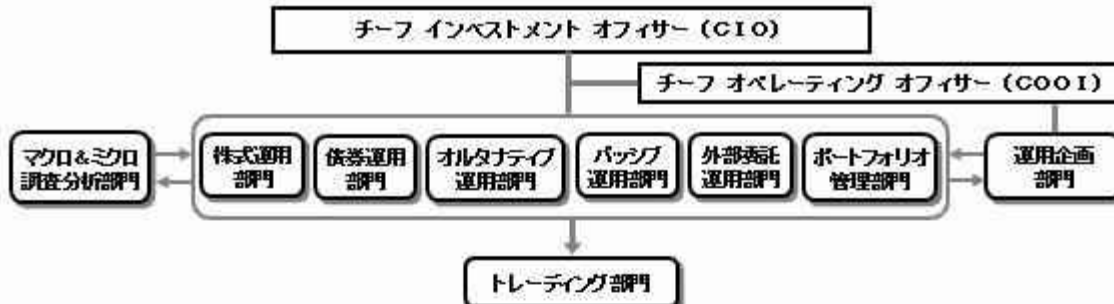 チーフ インベストメント オフィサー（ＣＩＯ）
チーフ オペレーティング オフィサー（ＣＯＯＩ）
マクロ＆ミクロ
調査分析部門
株式運用
部門
債券運用
部門
オルタナティブ
運用部門
パッシブ
運用部門
外部委託
運用部門
ポートフォリオ
管理部門
運用企画
部門
トレーディング部門